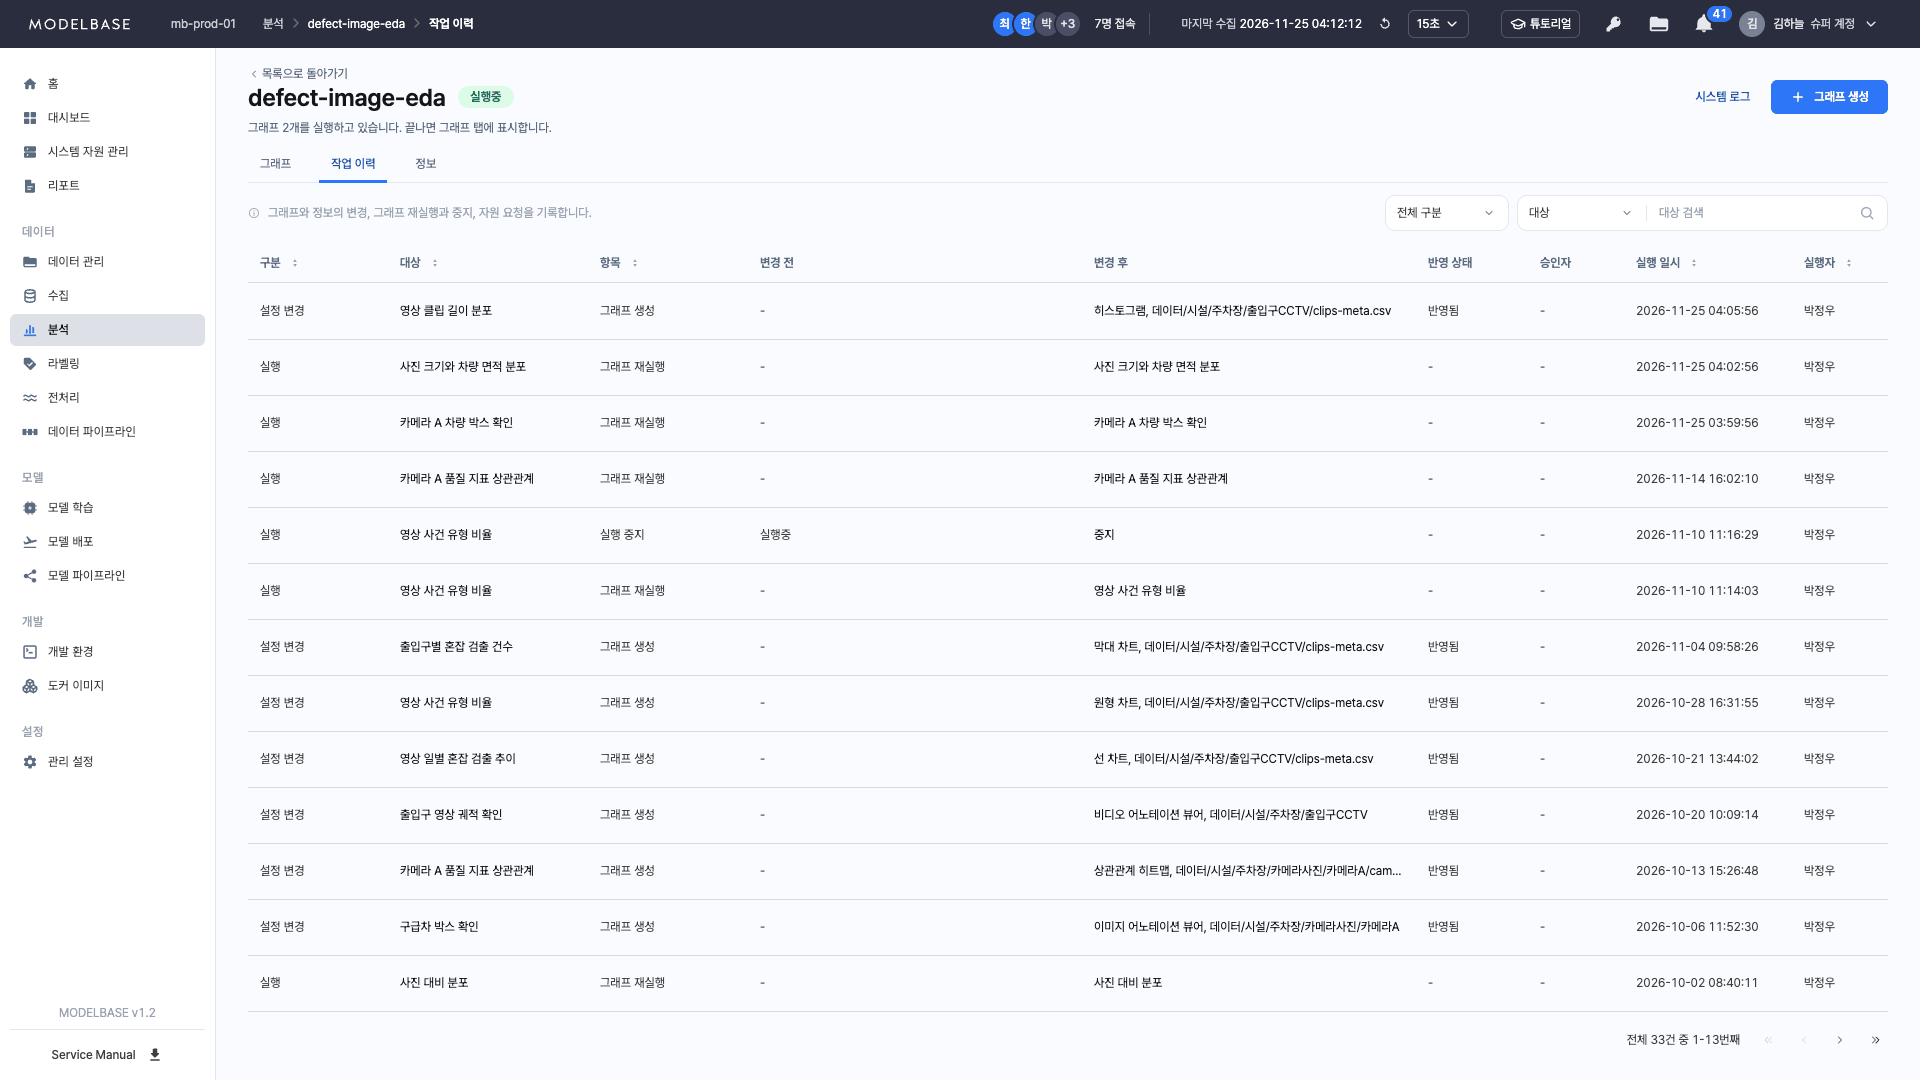 MODELBASE
mb-prod-01
분석 > defect-image-eda > 작업 이력
최 한 박 +3 7명 접속
마지막 수집 2026-11-25 04:12:12
15초
튜토리얼
41
김 김하늘 슈퍼 계정
홈
대시보드
시스템 자원 관리
리포트
데이터
데이터 관리
수집
분석
라벨링
전처리
데이터 파이프라인
모델
모델 학습
모델 배포
모델 파이프라인
개발
개발 환경
도커 이미지
설정
관리 설정
MODELBASE v1.2
Service Manual
목록으로 돌아가기
defect-image-eda 실행중
시스템 로그
+ 그래프 생성
그래프 2개를 실행하고 있습니다. 끝나면 그래프 탭에 표시합니다.
그래프 작업 이력 정보
그래프와 정보의 변경, 그래프 재실행과 중지, 자원 요청을 기록합니다.
전체 구분 대상 대상 검색
구분 대상 항목 변경 전 변경 후 반영 상태 승인자 실행 일시 실행자
설정 변경 영상 클립 길이 분포 그래프 생성 - 히스토그램, 데이터/시설/주차장/출입구CCTV/clips-meta.csv 반영됨 - 2026-11-25 04:05:56 박정우
실행 사진 크기와 차량 면적 분포 그래프 재실행 - 사진 크기와 차량 면적 분포 - - 2026-11-25 04:02:56 박정우
실행 카메라 A 차량 박스 확인 그래프 재실행 - 카메라 A 차량 박스 확인 - - 2026-11-25 03:59:56 박정우
실행 카메라 A 품질 지표 상관관계 그래프 재실행 - 카메라 A 품질 지표 상관관계 - - 2026-11-14 16:02:10 박정우
실행 영상 사건 유형 비율 실행 중지 실행중 중지 - - 2026-11-10 11:16:29 박정우
실행 영상 사건 유형 비율 그래프 재실행 - 영상 사건 유형 비율 - - 2026-11-10 11:14:03 박정우
설정 변경 출입구별 혼잡 검출 건수 그래프 생성 - 막대 차트, 데이터/시설/주차장/출입구CCTV/clips-meta.csv 반영됨 - 2026-11-04 09:58:26 박정우
설정 변경 영상 사건 유형 비율 그래프 생성 - 원형 차트, 데이터/시설/주차장/출입구CCTV/clips-meta.csv 반영됨 - 2026-10-28 16:31:55 박정우
설정 변경 영상 일별 혼잡 검출 추이 그래프 생성 - 선 차트, 데이터/시설/주차장/출입구CCTV/clips-meta.csv 반영됨 - 2026-10-21 13:44:02 박정우
설정 변경 출입구 영상 궤적 확인 그래프 생성 - 비디오 어노테이션 뷰어, 데이터/시설/주차장/출입구CCTV 반영됨 - 2026-10-20 10:09:14 박정우
설정 변경 카메라 A 품질 지표 상관관계 그래프 생성 - 상관관계 히트맵, 데이터/시설/주차장/카메라사진/카메라A/cam... 반영됨 - 2026-10-13 15:26:48 박정우
설정 변경 구급차 박스 확인 그래프 생성 - 이미지 어노테이션 뷰어, 데이터/시설/주차장/카메라사진/카메라A 반영됨 - 2026-10-06 11:52:30 박정우
실행 사진 대비 분포 그래프 재실행 - 사진 대비 분포 - - 2026-10-02 08:40:11 박정우
전체 33건 중 1-13번째 « ‹ › »